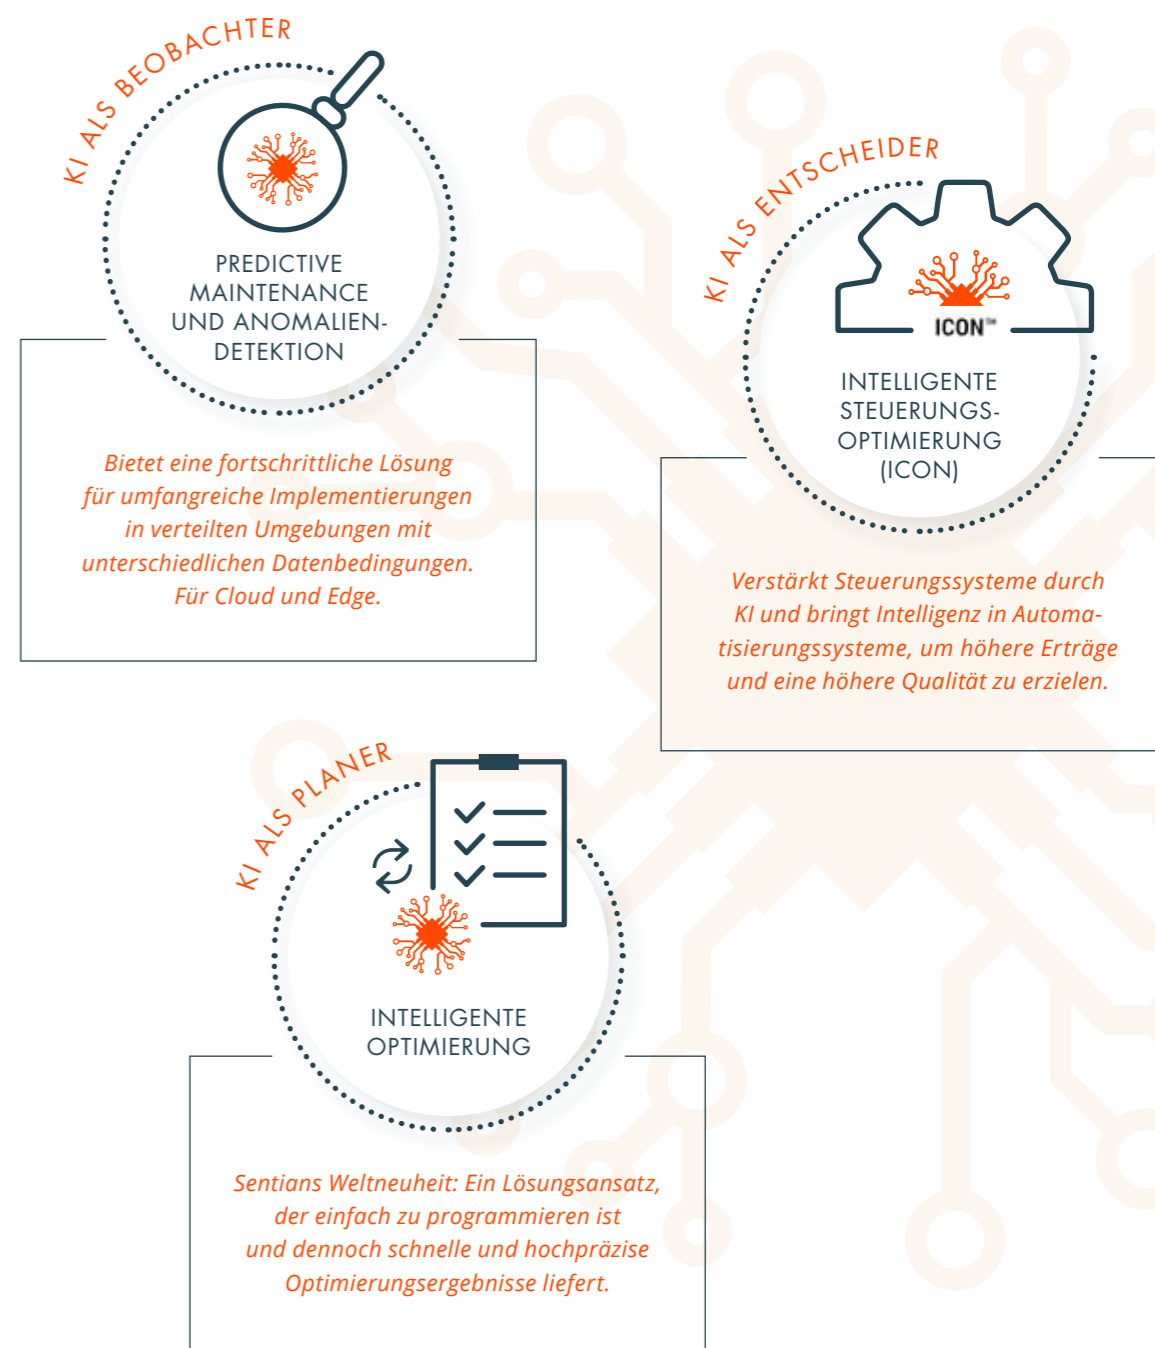 KI ALS BEOBACHTER
PREDICTIVE
MAINTENANCE
UND ANOMALIEN-
DETEKTION
Bietet eine fortschrittliche Lösung
für umfangreiche Implementierungen
in verteilten Umgebungen mit
unterschiedlichen Datenbedingungen.
Für Cloud und Edge.
KI ALS ENTSCHEIDER
ICON™
INTELLIGENTE
STEUERUNGS-
OPTIMIERUNG
(ICON)
Verstärkt Steuerungssysteme durch
KI und bringt Intelligenz in Automa-
tisierungssysteme, um höhere Erträge
und eine höhere Qualität zu erzielen.
KI ALS PLANER
INTELLIGENTE
OPTIMIERUNG
Sentians Weltneuheit: Ein Lösungsansatz,
der einfach zu programmieren ist
und dennoch schnelle und hochpräzise
Optimierungsergebnisse liefert.